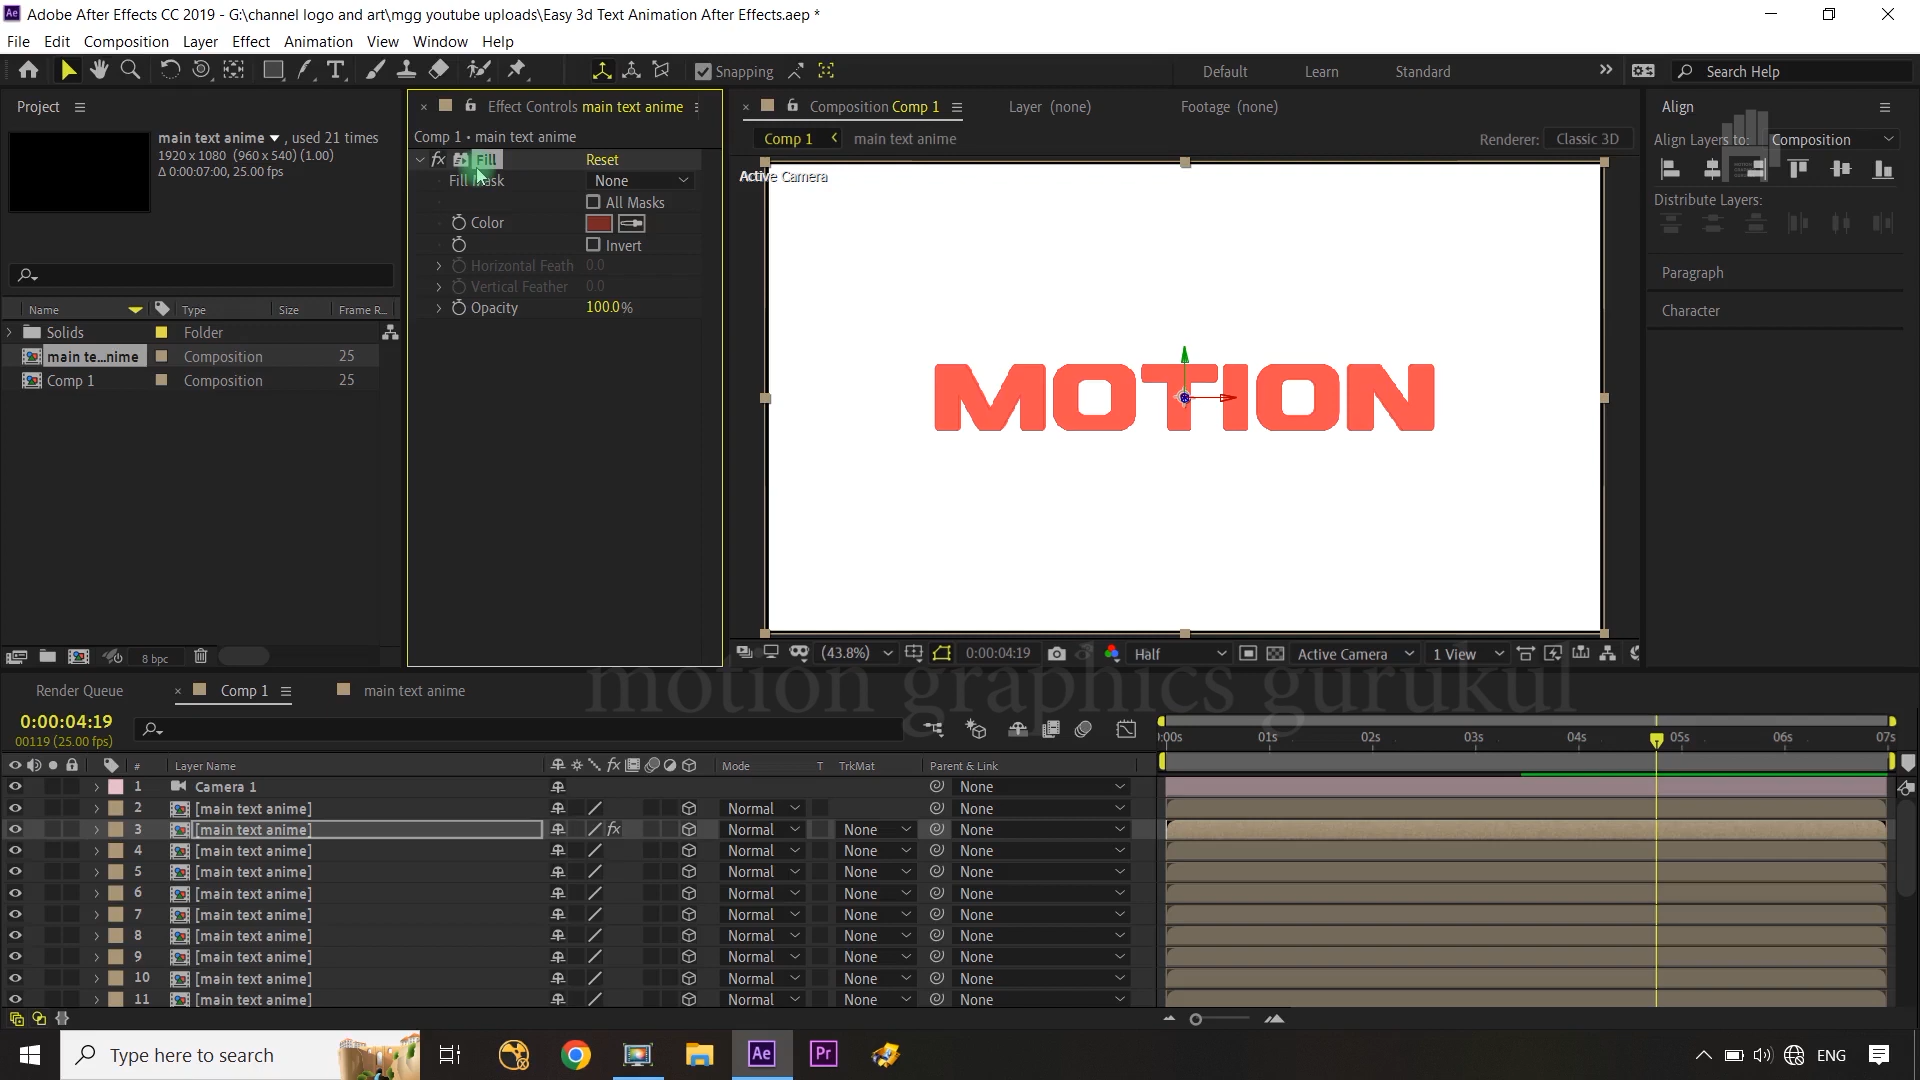 Adobe After Effects CC 2019 - G:\channel logo and art\mgg youtube uploads\Easy 3d Text Animation After Effects.aep *
File Edit Composition Layer Effect Animation View Window Help
Snapping Default Learn Standard Search Help
Project
main text anime , used 21 times
1920 x 1080 (960 x 540) (1.00)
Δ 0:00:07:00, 25.00 fps
Name Type Size Frame R...
Solids Folder
main te...nime Composition 25
Comp 1 Composition 25
8 bpc
Effect Controls main text anime
Comp 1 • main text anime
fx Fill Reset
Fill Mask None
All Masks
Color
Invert
Horizontal Feath 0.0
Vertical Feather 0.0
Opacity 100.0%
Composition Comp 1 Layer (none) Footage (none)
Comp 1 main text anime Renderer: Classic 3D
Active Camera
MOTION
(43.8%) 0:00:04:19 Half Active Camera 1 View
Align
Align Layers to: Composition
Distribute Layers:
Paragraph
Character
motion graphics gurukul
Render Queue Comp 1 main text anime
0:00:04:19
00119 (25.00 fps)
:00s 01s 02s 03s 04s 05s 06s 07s
# Layer Name fx Mode T TrkMat Parent & Link
1 Camera 1 None
2 [main text anime] Normal None
3 [main text anime] fx Normal None None
4 [main text anime] Normal None None
5 [main text anime] Normal None None
6 [main text anime] Normal None None
7 [main text anime] Normal None None
8 [main text anime] Normal None None
9 [main text anime] Normal None None
10 [main text anime] Normal None None
11 [main text anime] Normal None None
Type here to search Ae Pr ENG